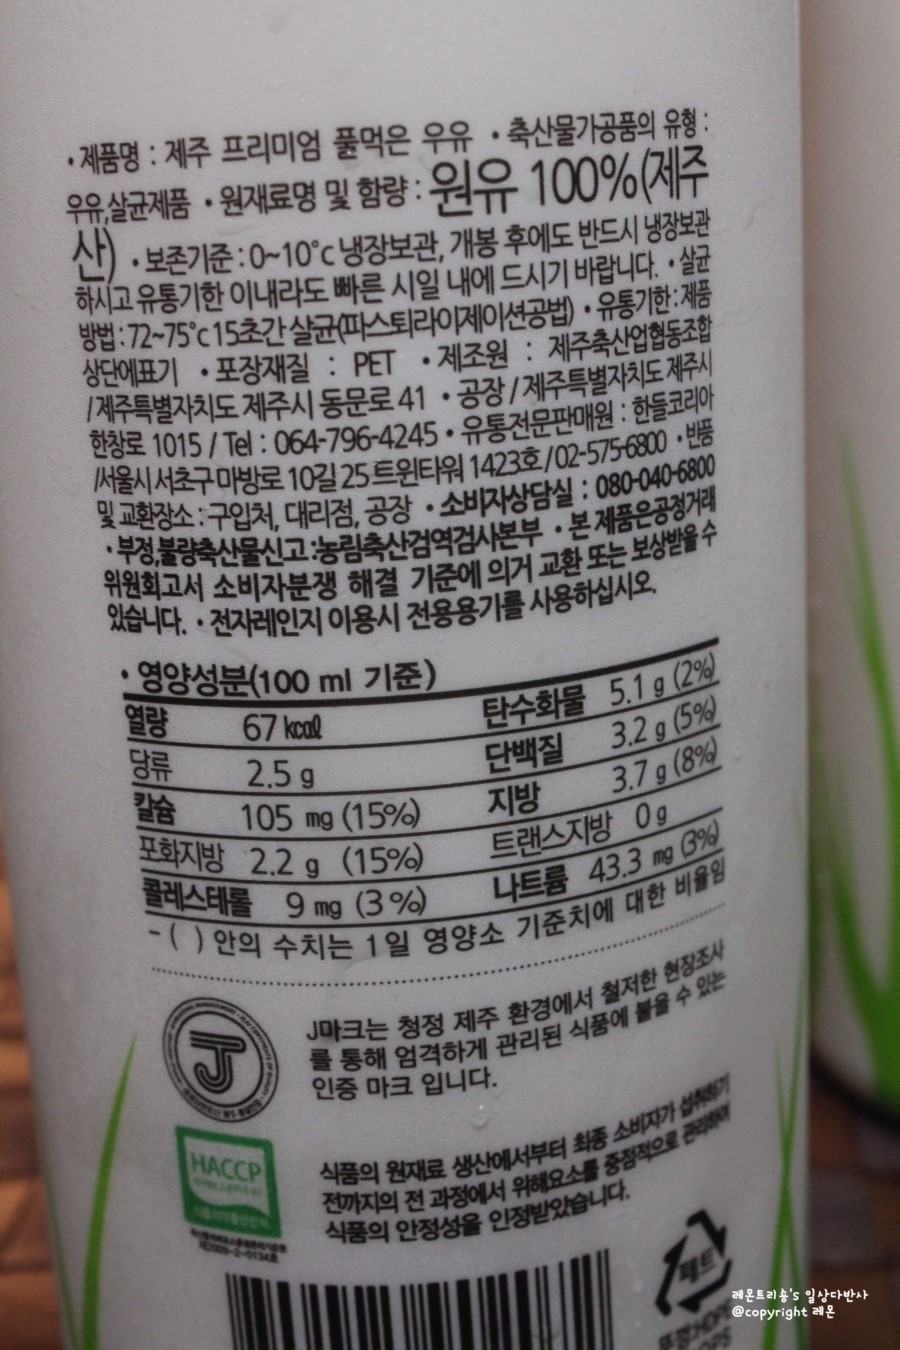 · 제품명 : 제주 프리미엄 풀먹은 우유 · 축산물가공품의 유형 :
우유,살균제품 · 원재료명 및 함량 : 원유 100%(제주
산) · 보존기준 : 0~10°c 냉장보관, 개봉 후에도 반드시 냉장보관
하시고 유통기한 이내라도 빠른 시일 내에 드시기 바랍니다. · 살균
방법 : 72~75°c 15초간 살균(파스퇴라이제이션공법) · 유통기한 : 제품
상단에표기 · 포장재질 : PET · 제조원 : 제주축산업협동조합
/제주특별자치도 제주시 동문로 41 · 공장 / 제주특별자치도 제주시
한창로 1015 / Tel : 064-796-4245 · 유통전문판매원 : 한들코리아
/서울시 서초구 마방로 10길 25 트윈타워 1423호/02-575-6800 · 반품
및 교환장소 : 구입처, 대리점, 공장 · 소비자상담실 : 080-040-6800
· 부정,불량축산물신고 : 농림축산검역검사본부 · 본 제품은공정거래
위원회고서 소비자분쟁 해결 기준에 의거 교환 또는 보상받을 수
있습니다. · 전자레인지 이용시 전용용기를 사용하십시오.
· 영양성분(100 ml 기준)
열량 67 kcal 탄수화물 5.1 g (2%)
당류 2.5 g 단백질 3.2 g (5%)
칼슘 105 mg (15%) 지방 3.7 g (8%)
포화지방 2.2 g (15%) 트랜스지방 0 g
콜레스테롤 9 mg (3 %) 나트륨 43.3 mg (3%)
- ( ) 안의 수치는 1일 영양소 기준치에 대한 비율임
J마크는 청정 제주 환경에서 철저한 현장조사
를 통해 엄격하게 관리된 식품에 붙을 수 있는
인증 마크 입니다.
J
HACCP
식품의 원재료 생산에서부터 최종 소비자가 섭취하기
전까지의 전 과정에서 위해요소를 중점적으로 관리하여
식품의 안정성을 인정받았습니다.
제2009-2-0134호
페트
뚜껑:HDPE
레몬트리송's 일상다반사
@copyright 레몬